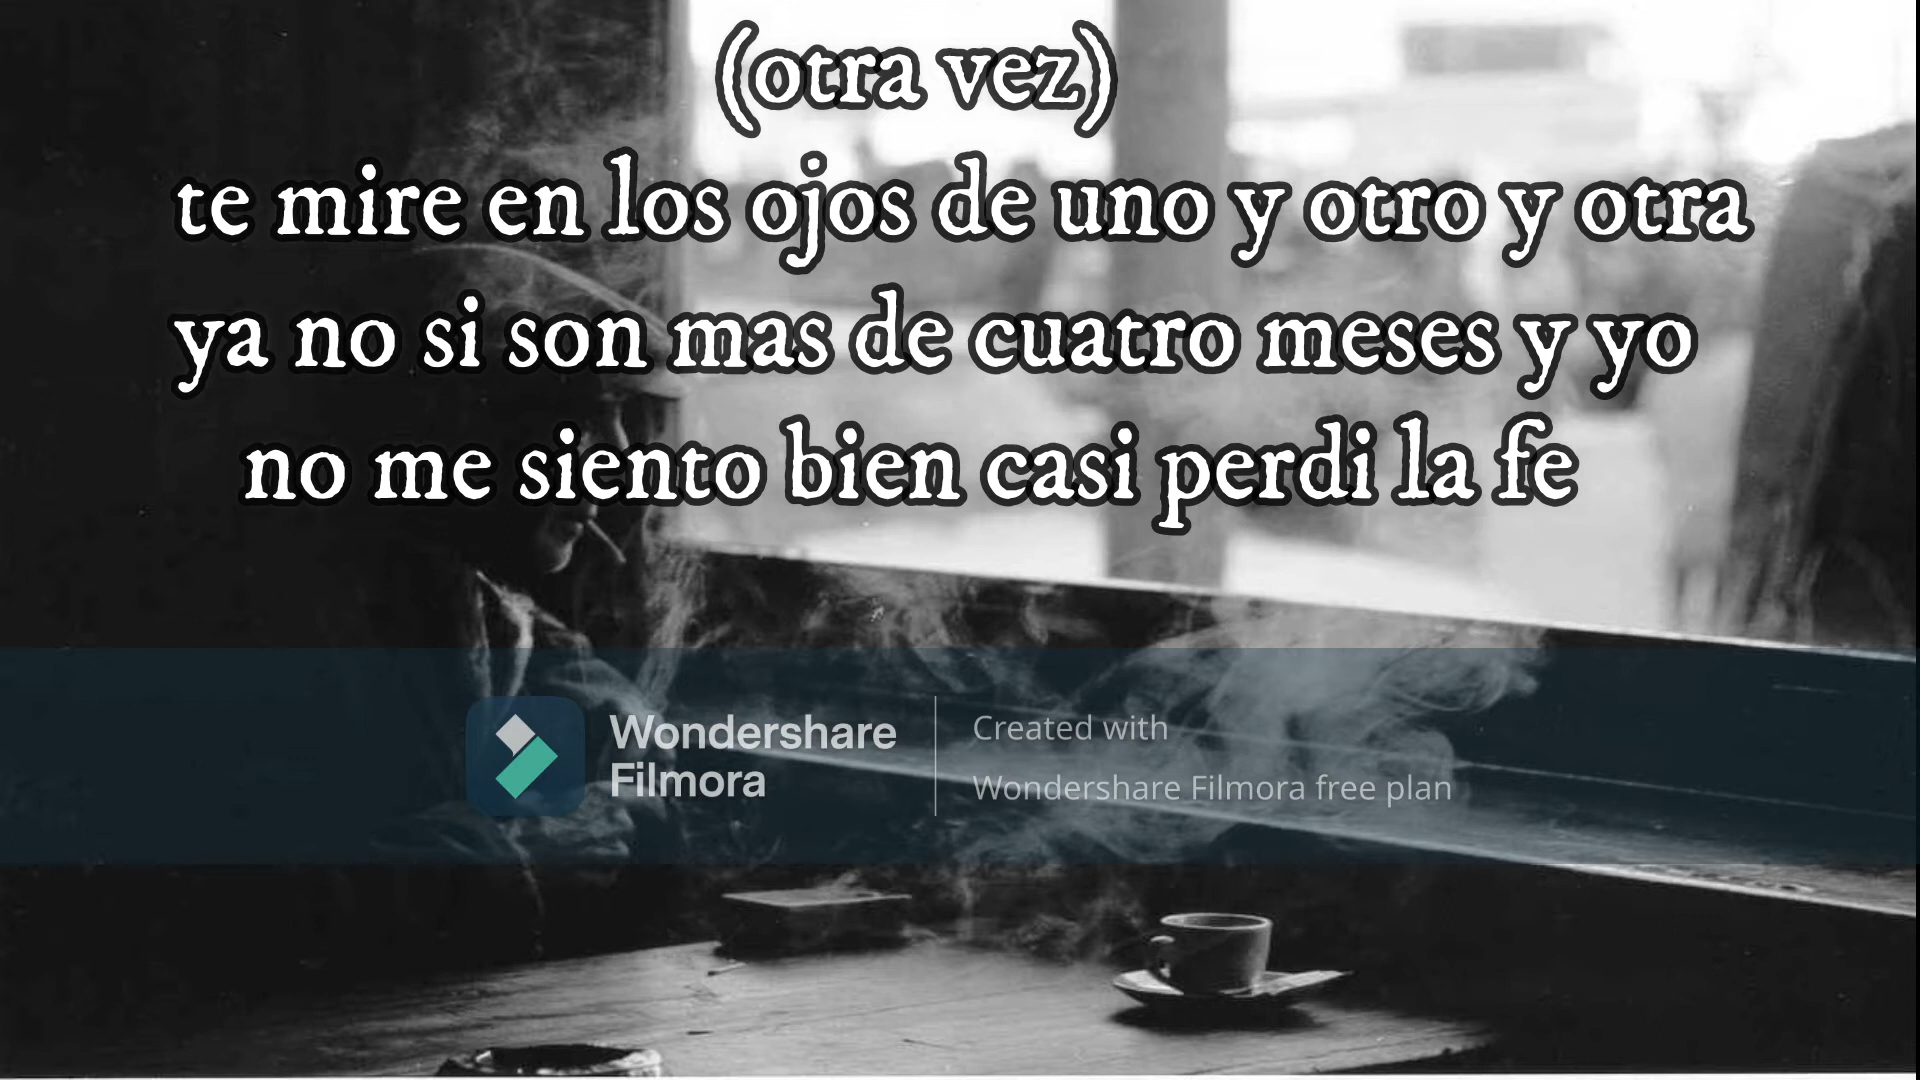 (otra vez)
te mire en los ojos de uno y otro y otra
ya no si son mas de cuatro meses y yo
no me siento bien casi perdi la fe
Wondershare
Filmora
Created with
Wondershare Filmora free plan